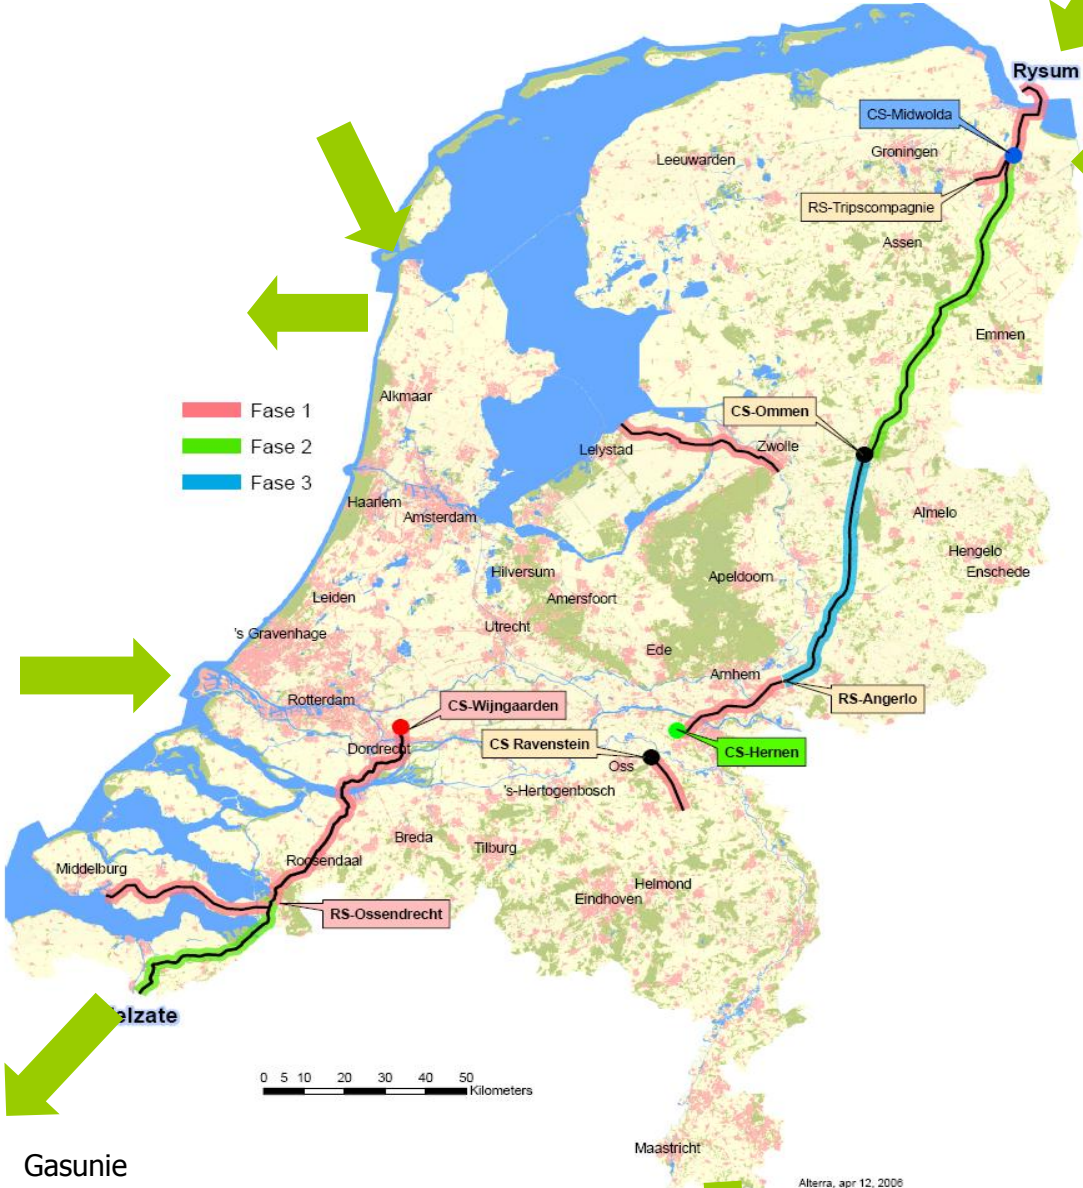 Rysum
CS-Midwolda
Groningen
Leeuwarden
RS-Tripscompagnie
Assen
Emmen
Alkmaar
Fase 1
Fase 2
Fase 3
CS-Ommen
Lelystad
Zwolle
Haarlem
Amsterdam
Almelo
Hengelo
Enschede
Hilversum
Apeldoorn
Leiden
Amersfoort
's Gravenhage
Utrecht
Ede
Arnhem
Rotterdam
RS-Angerlo
CS-Wijngaarden
Dordrecht
CS Ravenstein
CS-Hernen
Oss
's-Hertogenbosch
Breda
Tilburg
Roosendaal
Middelburg
Helmond
Eindhoven
RS-Ossendrecht
elzate
0 5 10 20 30 40 50
Kilometers
Maastricht
Gasunie
Alterra, apr 12, 2006